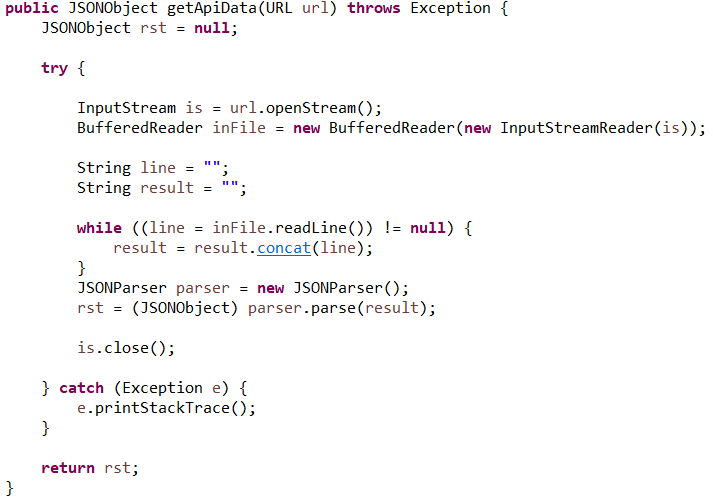 public JSONObject getApiData(URL url) throws Exception {
    JSONObject rst = null;

    try {

        InputStream is = url.openStream();
        BufferedReader inFile = new BufferedReader(new InputStreamReader(is));

        String line = "";
        String result = "";

        while ((line = inFile.readLine()) != null) {
            result = result.concat(line);
        }
        JSONParser parser = new JSONParser();
        rst = (JSONObject) parser.parse(result);

        is.close();

    } catch (Exception e) {
        e.printStackTrace();
    }

    return rst;
}